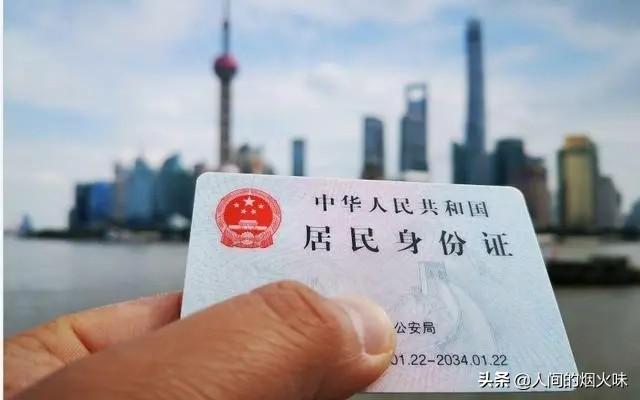 中华人民共和国
居民身份证
公安局
01.22-2034.01.22
头条 @人间的烟火味